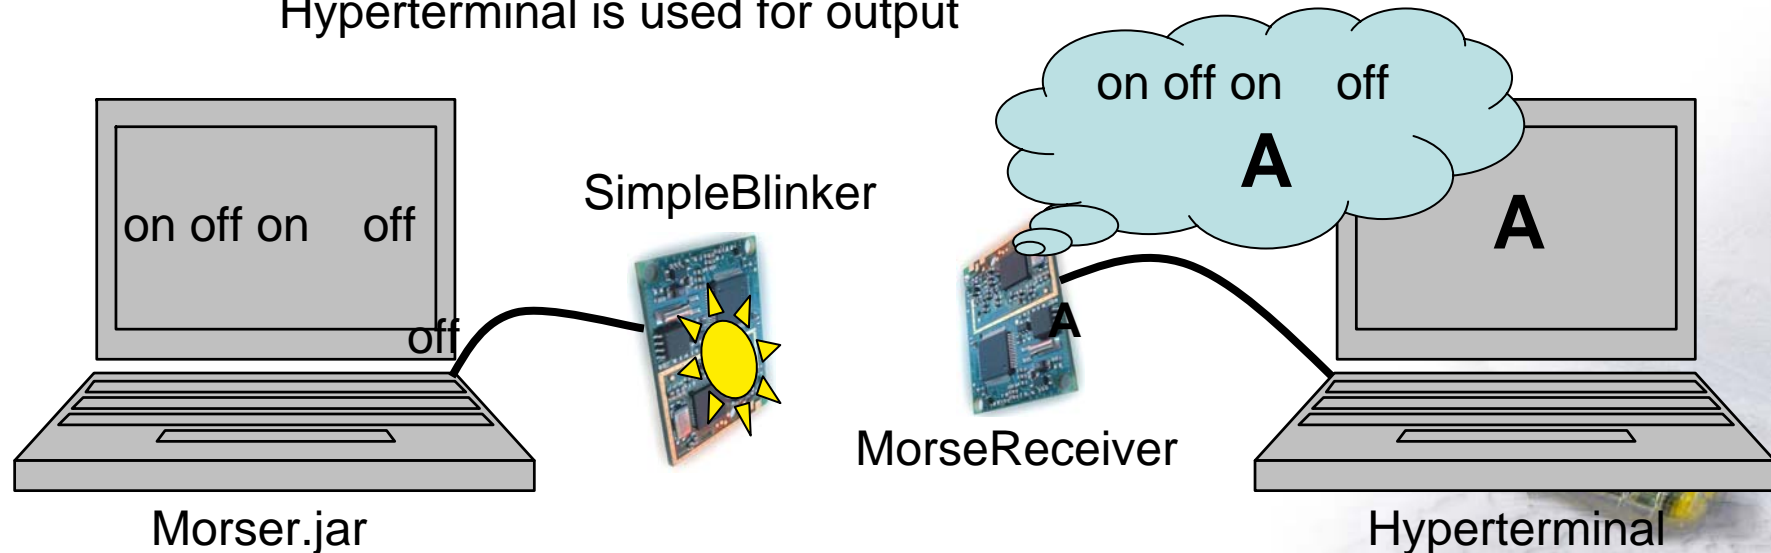 Hyperterminal is used for output
on off on off
A
SimpleBlinker
on off on off
A
off
A
MorseReceiver
Morser.jar
Hyperterminal